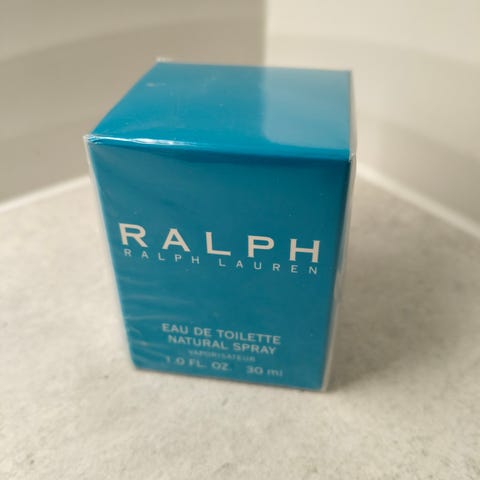 RALPH
RALPH LAUREN
EAU DE TOILETTE
NATURAL SPRAY
VAPORISATEUR
1.0 FL. OZ. 30 ml